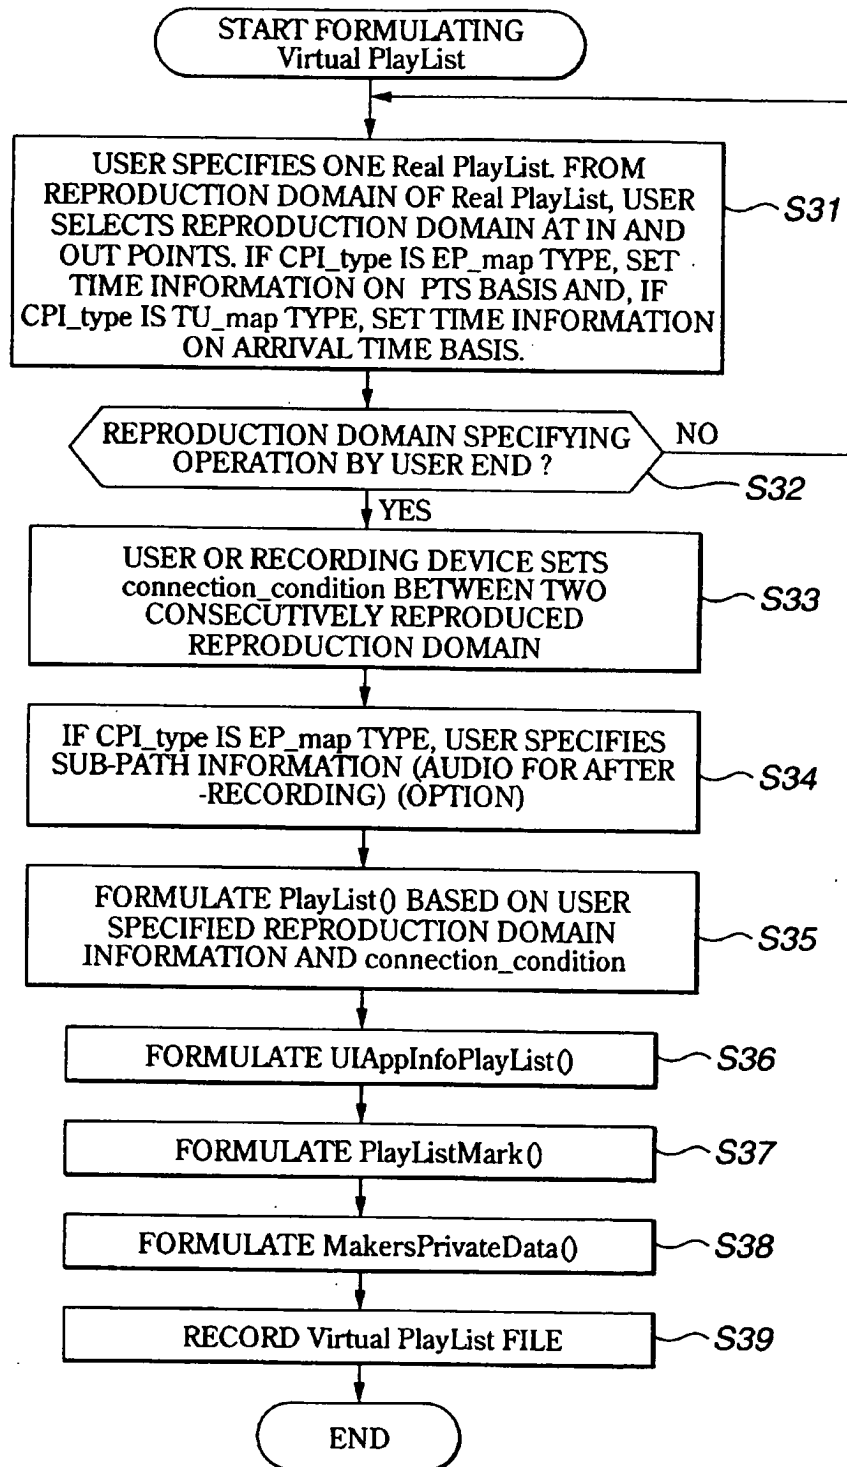 START FORMULATING
Virtual PlayList
USER SPECIFIES ONE Real PlayList. FROM
REPRODUCTION DOMAIN OF Real PlayList, USER
SELECTS REPRODUCTION DOMAIN AT IN AND
OUT POINTS. IF CPI_type IS EP_map TYPE, SET
TIME INFORMATION ON PTS BASIS AND, IF
CPI_type IS TU_map TYPE, SET TIME INFORMATION
ON ARRIVAL TIME BASIS.
S31
REPRODUCTION DOMAIN SPECIFYING
OPERATION BY USER END ?
NO
S32
YES
USER OR RECORDING DEVICE SETS
connection_condition BETWEEN TWO
CONSECUTIVELY REPRODUCED
REPRODUCTION DOMAIN
S33
IF CPI_type IS EP_map TYPE, USER SPECIFIES
SUB-PATH INFORMATION (AUDIO FOR AFTER
-RECORDING) (OPTION)
S34
FORMULATE PlayList() BASED ON USER
SPECIFIED REPRODUCTION DOMAIN
INFORMATION AND connection_condition
S35
FORMULATE UIAppInfoPlayList()
S36
FORMULATE PlayListMark()
S37
FORMULATE MakersPrivateData()
S38
RECORD Virtual PlayList FILE
S39
END